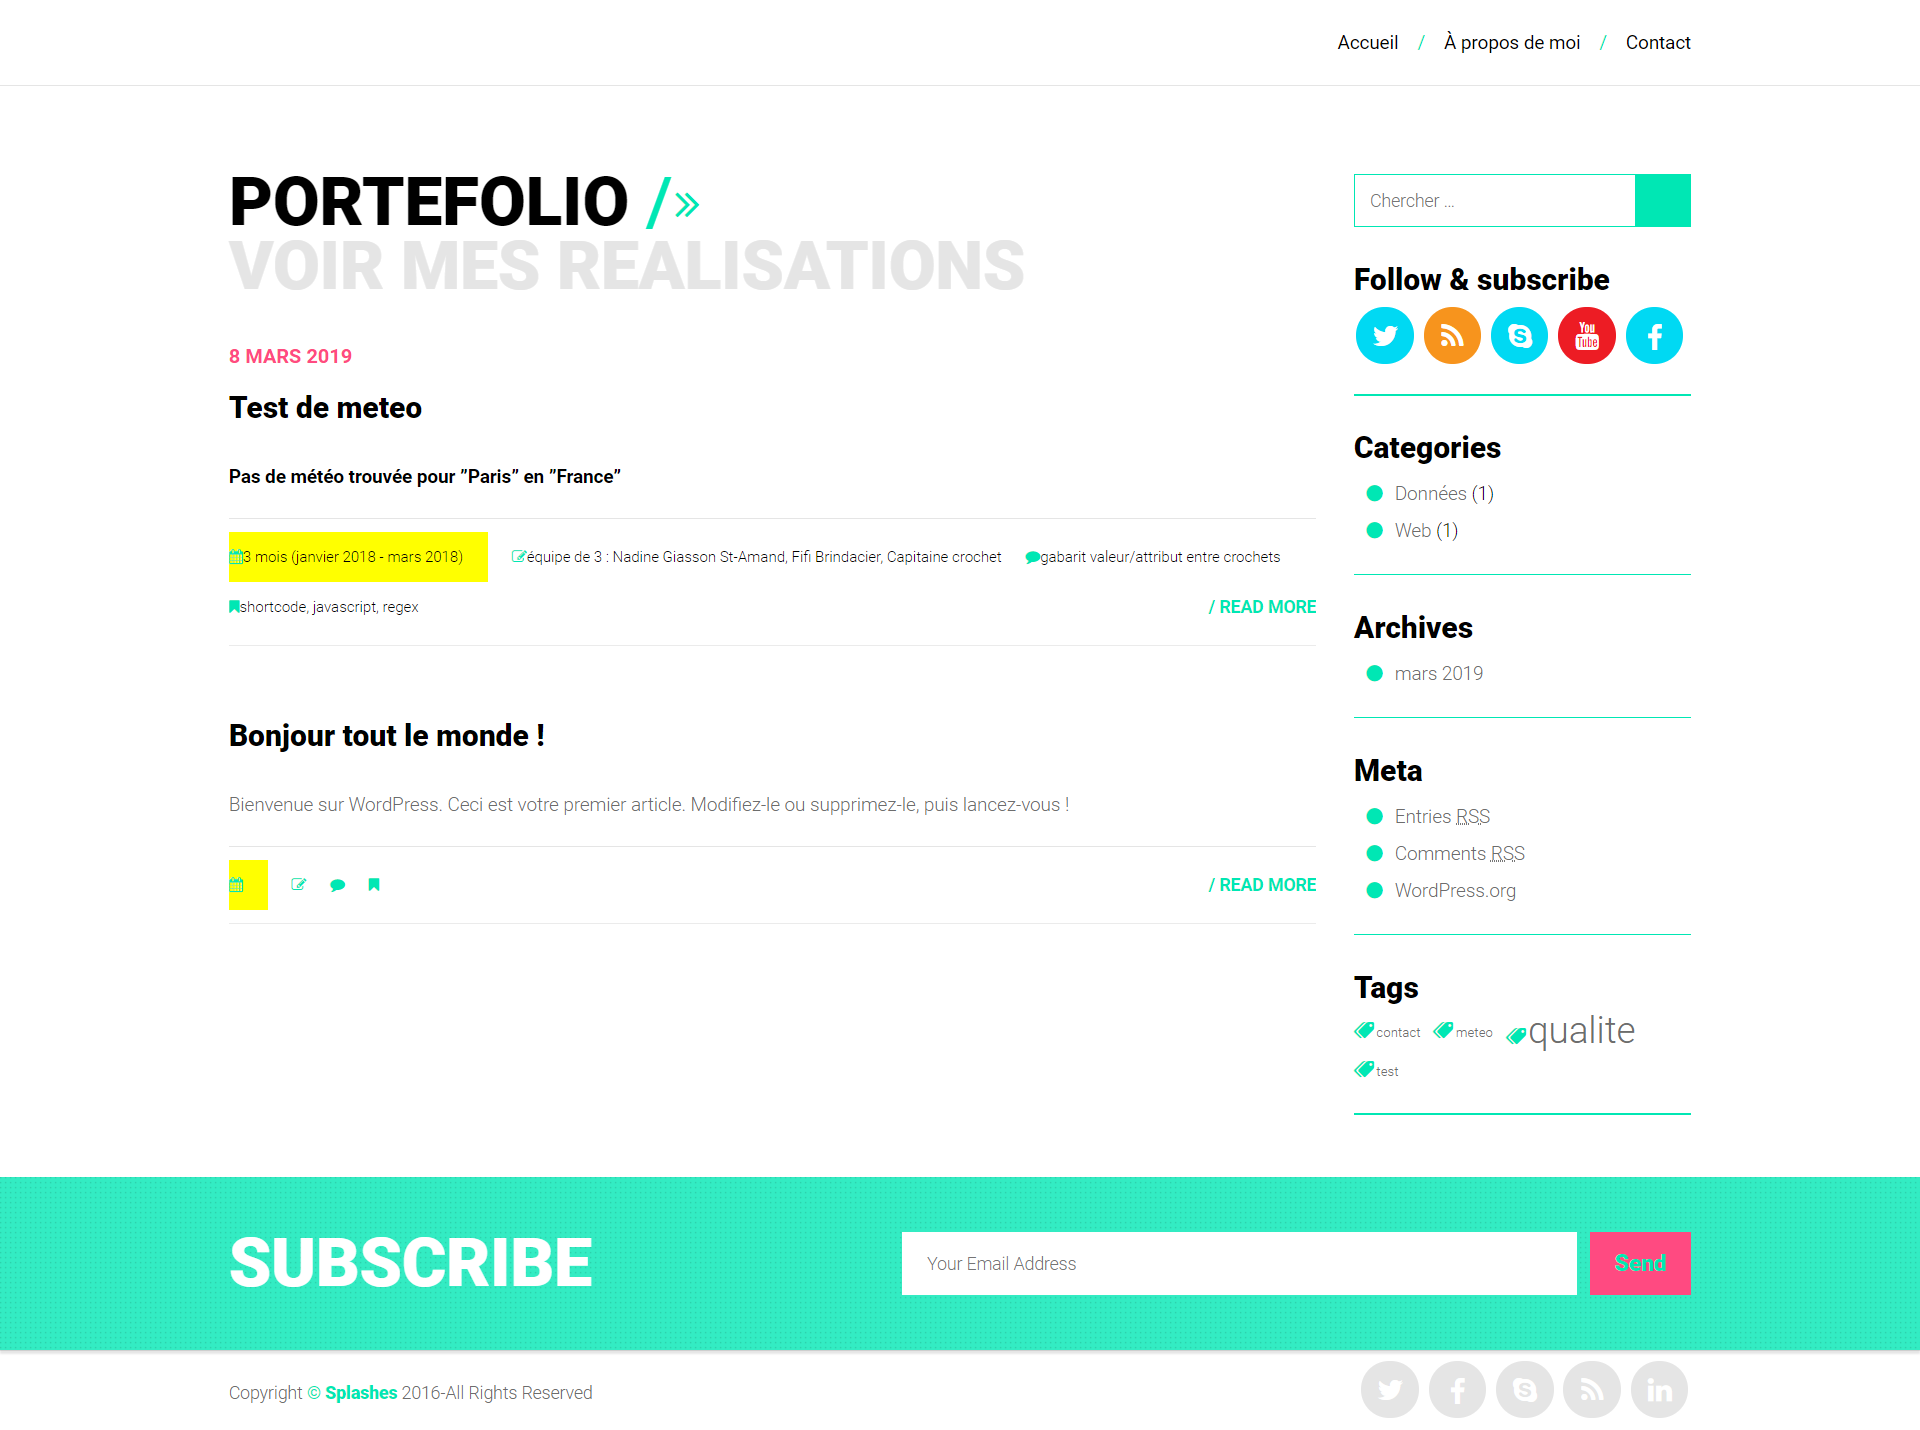 Accueil / À propos de moi / Contact
PORTEFOLIO /»
VOIR MES REALISATIONS
8 MARS 2019
Test de meteo
Pas de météo trouvée pour ”Paris” en ”France”
3 mois (janvier 2018 - mars 2018) équipe de 3 : Nadine Giasson St-Amand, Fifi Brindacier, Capitaine crochet gabarit valeur/attribut entre crochets
shortcode, javascript, regex / READ MORE
Bonjour tout le monde !
Bienvenue sur WordPress. Ceci est votre premier article. Modifiez-le ou supprimez-le, puis lancez-vous !
/ READ MORE
Chercher ...
Follow & subscribe
You
Tube
Categories
Données (1)
Web (1)
Archives
mars 2019
Meta
Entries RSS
Comments RSS
WordPress.org
Tags
contact meteo qualite
test
SUBSCRIBE
Your Email Address
Send
Copyright © Splashes 2016-All Rights Reserved